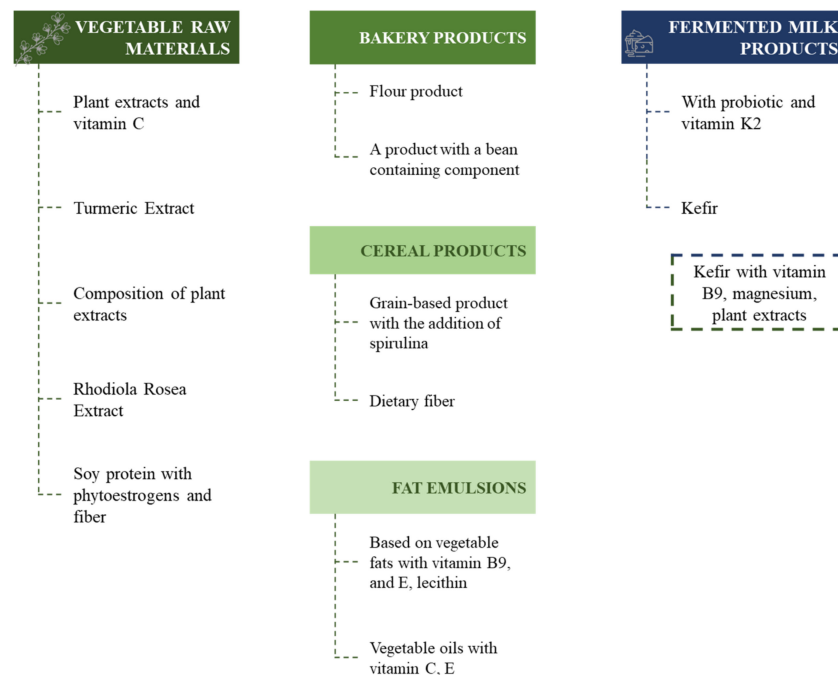 VEGETABLE RAW
MATERIALS
Plant extracts and
vitamin C
Turmeric Extract
Composition of plant
extracts
Rhodiola Rosea
Extract
Soy protein with
phytoestrogens and
fiber
BAKERY PRODUCTS
Flour product
A product with a bean
containing component
CEREAL PRODUCTS
Grain-based product
with the addition of
spirulina
Dietary fiber
FAT EMULSIONS
Based on vegetable
fats with vitamin B9,
and E, lecithin
Vegetable oils with
vitamin C, E
FERMENTED MILK
PRODUCTS
With probiotic and
vitamin K2
Kefir
Kefir with vitamin
B9, magnesium,
plant extracts